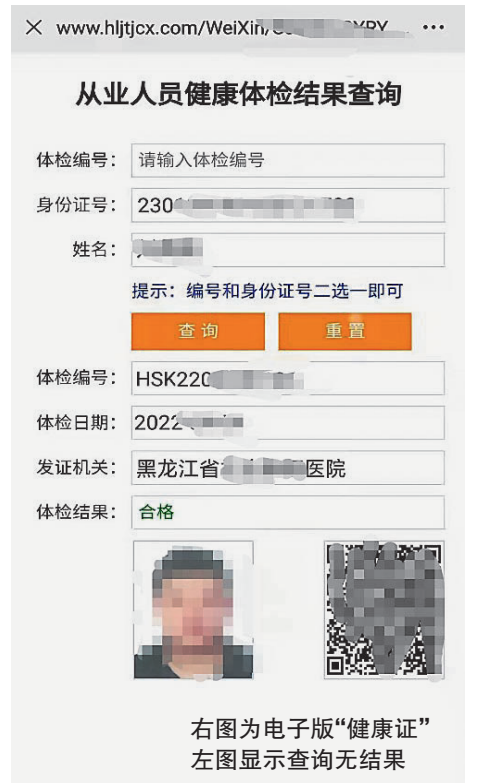 www.hljtjcx.com/WeiXin/
从业人员健康体检结果查询
体检编号： 请输入体检编号
身份证号： 230
姓名：
提示：编号和身份证号二选一即可
查询 重置
体检编号： HSK220
体检日期： 2022
发证机关： 黑龙江省 医院
体检结果： 合格
右图为电子版“健康证”
左图显示查询无结果